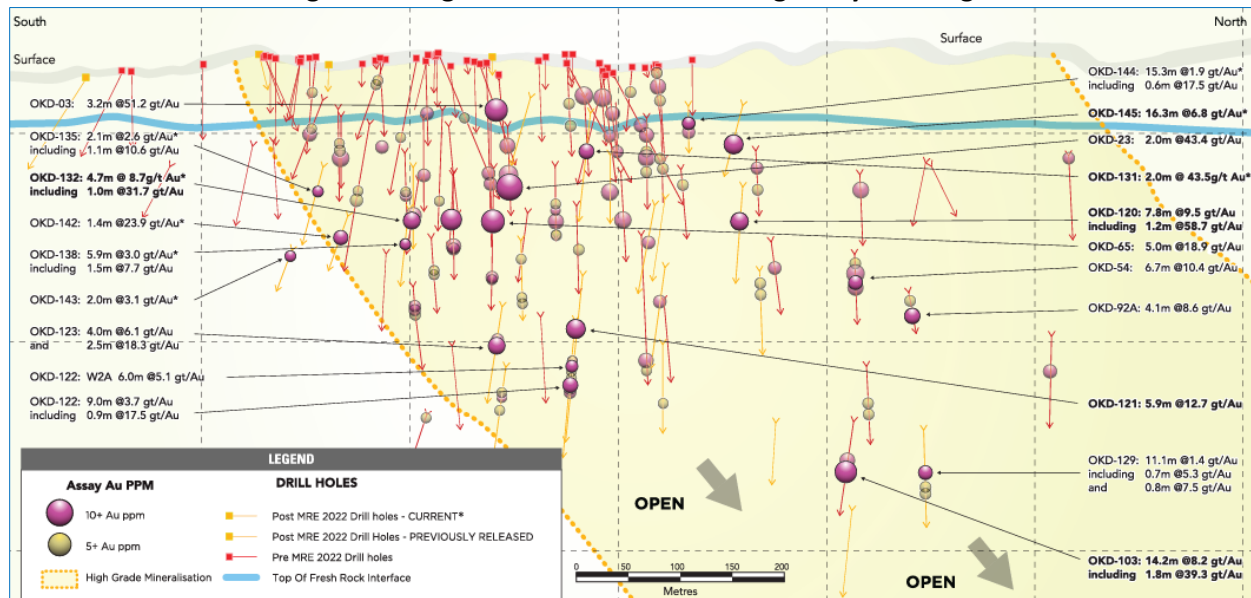 South
North
Surface
Surface
OKD-03: 3.2m @51.2 gt/Au
OKD-135: 2.1m @2.6 gt/Au*
including 1.1m @10.6 gt/Au
OKD-132: 4.7m @ 8.7g/t Au*
including 1.0m @31.7 gt/Au
OKD-142: 1.4m @23.9 gt/Au*
OKD-138: 5.9m @3.0 gt/Au*
including 1.5m @7.7 gt/Au
OKD-143: 2.0m @3.1 gt/Au*
OKD-123: 4.0m @6.1 gt/Au
and 2.5m @18.3 gt/Au
OKD-122: W2A 6.0m @5.1 gt/Au
OKD-122: 9.0m @3.7 gt/Au
including 0.9m @17.5 gt/Au
OKD-144: 15.3m @1.9 gt/Au*
including 0.6m @17.5 gt/Au
OKD-145: 16.3m @6.8 gt/Au*
OKD-23: 2.0m @43.4 gt/Au
OKD-131: 2.0m @ 43.5g/t Au*
OKD-120: 7.8m @9.5 gt/Au
including 1.2m @58.7 gt/Au
OKD-65: 5.0m @18.9 gt/Au
OKD-54: 6.7m @10.4 gt/Au
OKD-92A: 4.1m @8.6 gt/Au
OKD-121: 5.9m @12.7 gt/Au
OKD-129: 11.1m @1.4 gt/Au
including 0.7m @5.3 gt/Au
and 0.8m @7.5 gt/Au
OKD-103: 14.2m @8.2 gt/Au
including 1.8m @39.3 gt/Au
OPEN
OPEN
LEGEND
Assay Au PPM
10+ Au ppm
5+ Au ppm
High Grade Mineralisation
DRILL HOLES
Post MRE 2022 Drill holes - CURRENT*
Post MRE 2022 Drill Holes - PREVIOUSLY RELEASED
Pre MRE 2022 Drill holes
Top Of Fresh Rock Interface
0 50 100 150 200
Metres